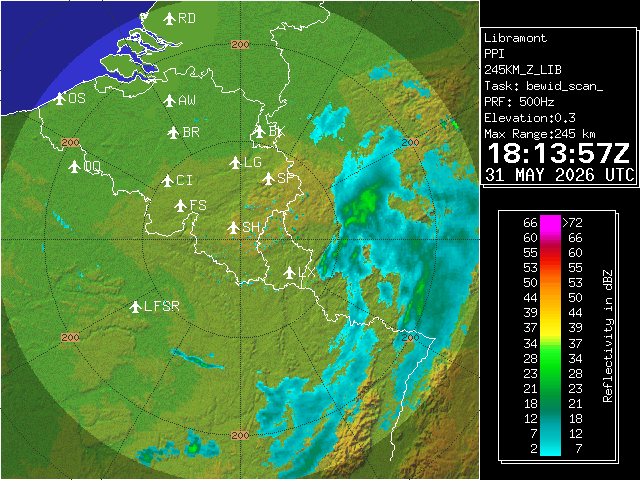 RD
200
OS
AW
BR
BK
200
200
QQ
LG
CI
SP
FS
SH
LX
LFSR
200
200
200
Libramont
PPI
245KM_Z_LIB
Task: bewid_scan_
PRF: 500Hz
Elevation:0.3
Max Range:245 km
18:13:57Z
31 MAY 2026 UTC
66 >72
60 66
55 60
53 55
50 53
44 50
39 44
37 39
34 37
28 34
23 28
21 23
18 21
12 18
7 12
2 7
Reflectivity in dBZ